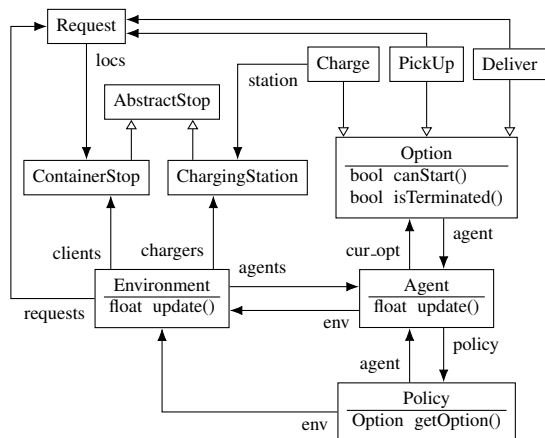 Request
locs
station
Charge
PickUp
Deliver
AbstractStop
ContainerStop
ChargingStation
Option
bool canStart()
bool isTerminated()
clients
chargers
cur_opt
agent
agents
Environment
float update()
Agent
float update()
requests
env
agent
policy
Policy
Option getOption()
env